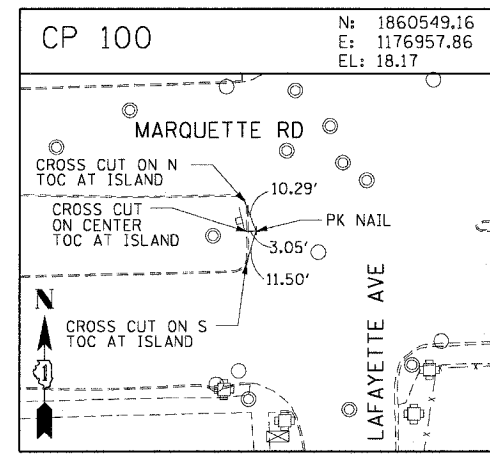 CP 100
N: 1860549.16
E: 1176957.86
EL: 18.17
MARQUETTE RD
CROSS CUT ON N
TOC AT ISLAND
10.29'
CROSS CUT
ON CENTER
TOC AT ISLAND
PK NAIL
3.05'
11.50'
N
1
CROSS CUT ON S
TOC AT ISLAND
LAFAYETTE AVE